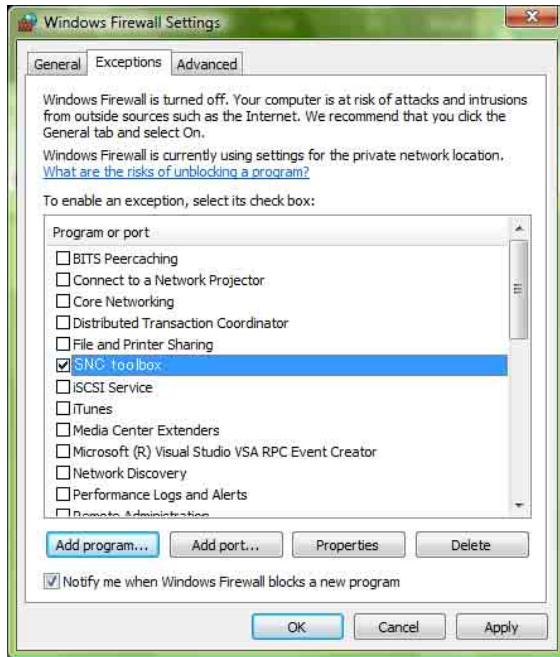 Windows Firewall Settings
General
Exceptions
Advanced
Windows Firewall is turned off. Your computer is at risk of attacks and intrusions
from outside sources such as the Internet. We recommend that you click the
General tab and select On.
Windows Firewall is currently using settings for the private network location.
What are the risks of unblocking a program?
To enable an exception, select its check box:
Program or port
BITS Peercaching
Connect to a Network Projector
Core Networking
Distributed Transaction Coordinator
File and Printer Sharing
SNC toolbox
iSCSI Service
iTunes
Media Center Extenders
Microsoft (R) Visual Studio VSA RPC Event Creator
Network Discovery
Performance Logs and Alerts
Remote Administration
Add program...
Add port...
Properties
Delete
Notify me when Windows Firewall blocks a new program
OK
Cancel
Apply